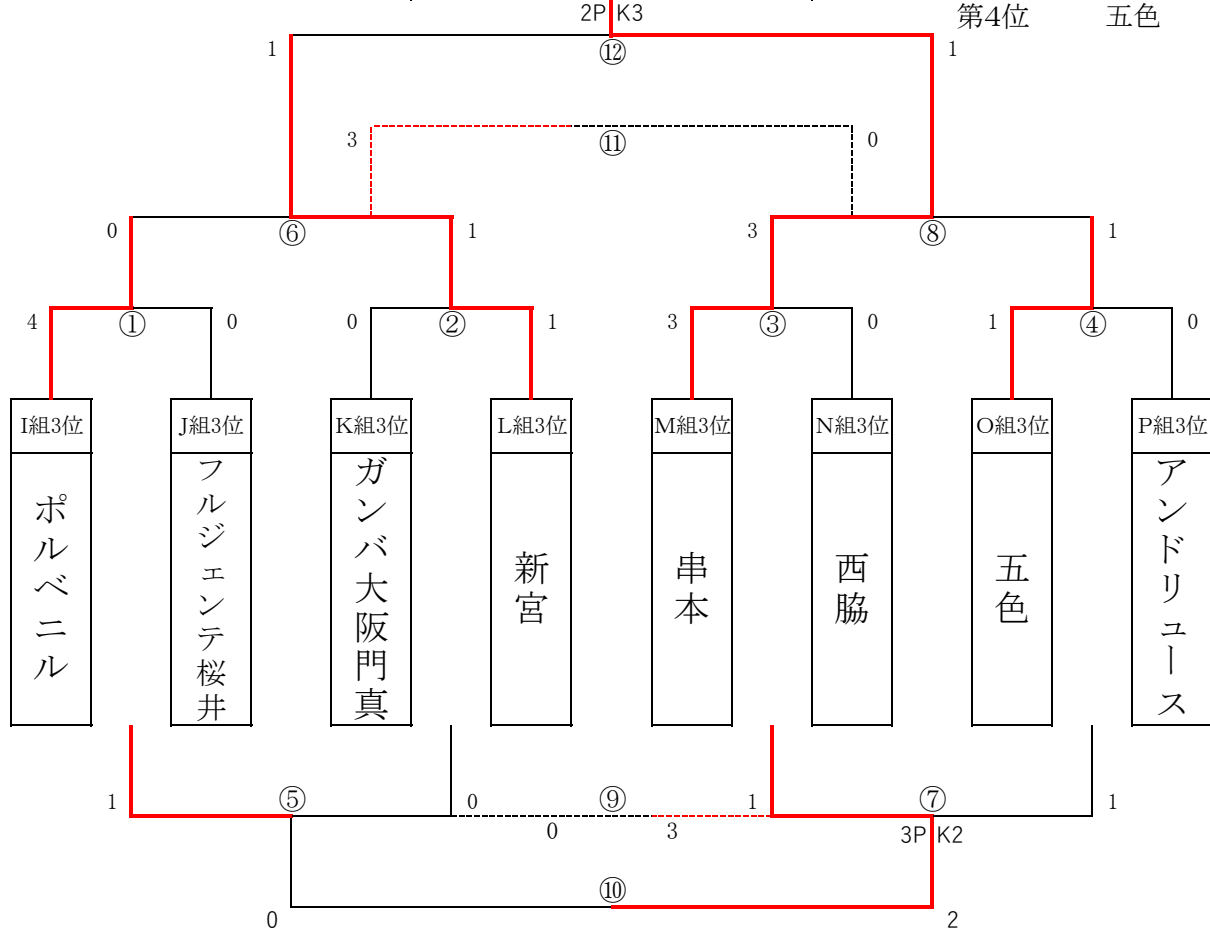 2P K3
第4位 五色
1 ⑫ 1
3 ⑪ 0
0 ⑥ 1 3 ⑧ 1
4 ① 0 0 ② 1 3 ③ 0 1 ④ 0
I組3位 J組3位 K組3位 L組3位 M組3位 N組3位 O組3位 P組3位
ポルベニル
フルジェンテ桜井
ガンバ大阪門真
新宮
串本
西脇
五色
アンドリュース
1 ⑤ 0 ⑨ 1 ⑦ 1
0 3 3P K2
0 ⑩ 2